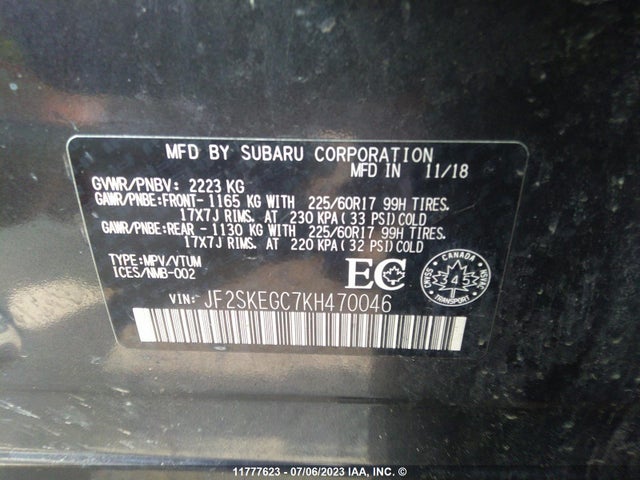 MFD BY SUBARU CORPORATION
MFD IN 11/18
GVWR/PNBV: 2223 KG
GAWR/PNBE:FRONT- 1165 KG WITH 225/60R17 99H TIRES.
17X7J RIMS. AT 230 KPA (33 PSI) COLD
GAWR/PNBE:REAR - 1130 KG WITH 225/60R17 99H TIRES.
17X7J RIMS. AT 220 KPA (32 PSI) COLD
TYPE:MPV/VTUM
ICES/NMB-002
EC
CANADA
NSVAC 4 NSVAC
TRANSPORT
VIN: JF2SKEGC7KH470046
11777623 - 07/06/2023 IAA, INC. ©